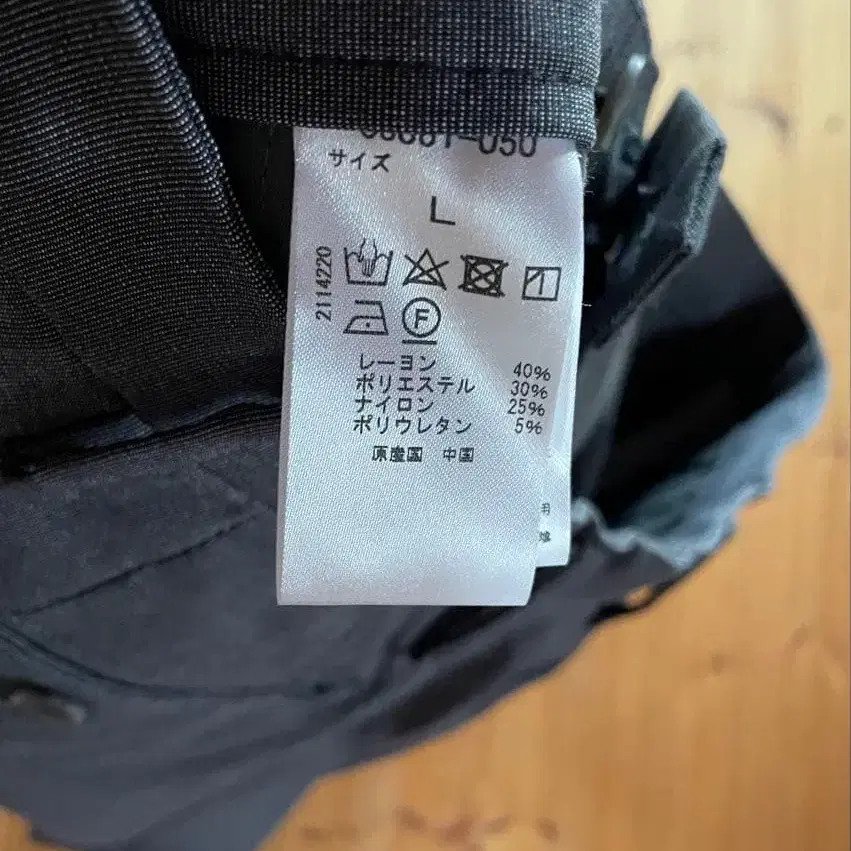 サイズ
L
2114220
F
レーヨン 40%
ポリエステル 30%
ナイロン 25%
ポリウレタン 5%
原産国 中国
用